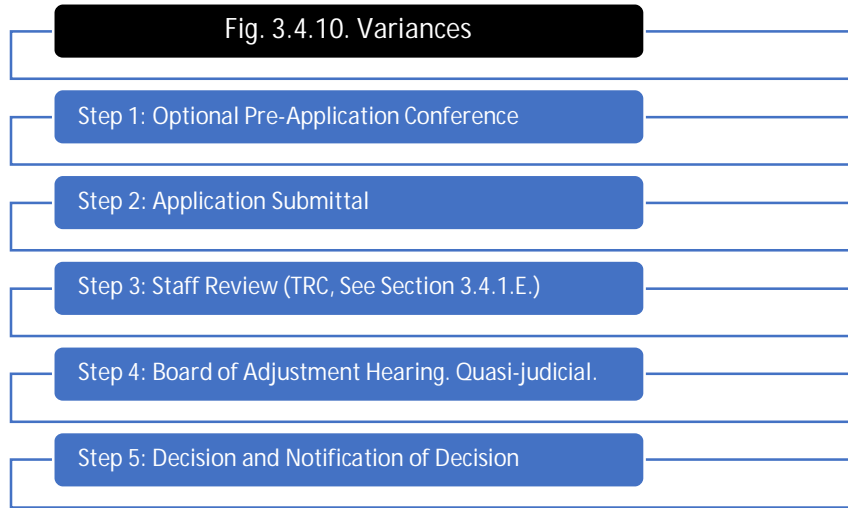 Fig. 3.4.10. Variances
Step 1: Optional Pre-Application Conference
Step 2: Application Submittal
Step 3: Staff Review (TRC, See Section 3.4.1.E.)
Step 4: Board of Adjustment Hearing. Quasi-judicial.
Step 5: Decision and Notification of Decision